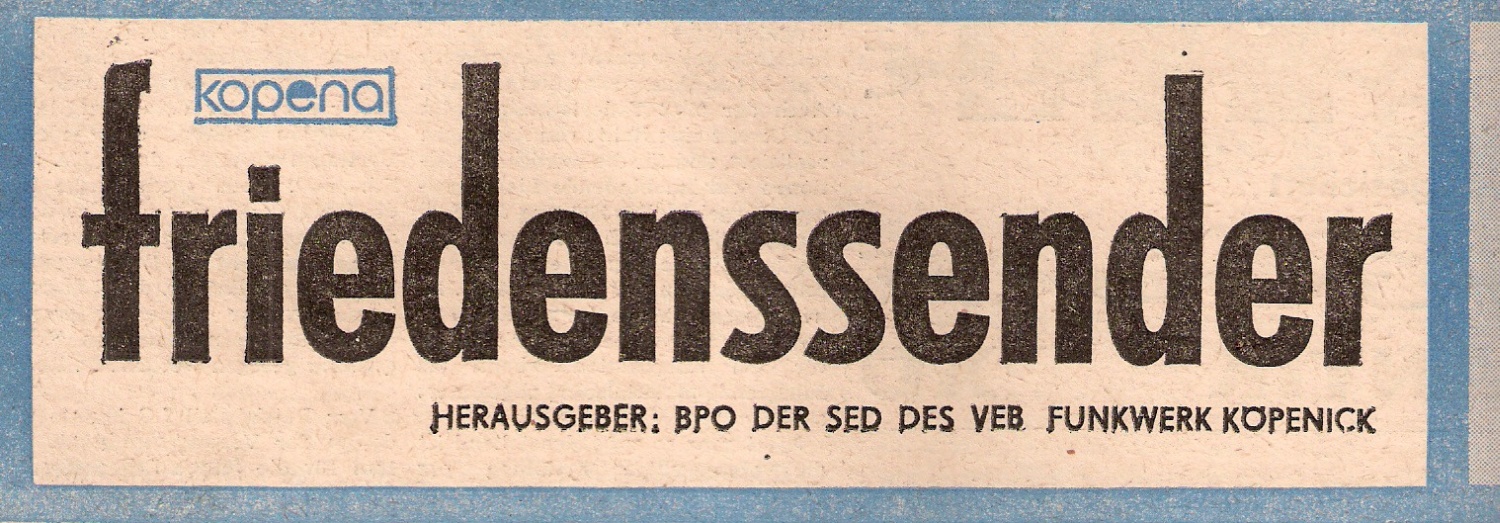 kopena
friedenssender
HERAUSGEBER: BPO DER SED DES VEB FUNKWERK KÖPENICK